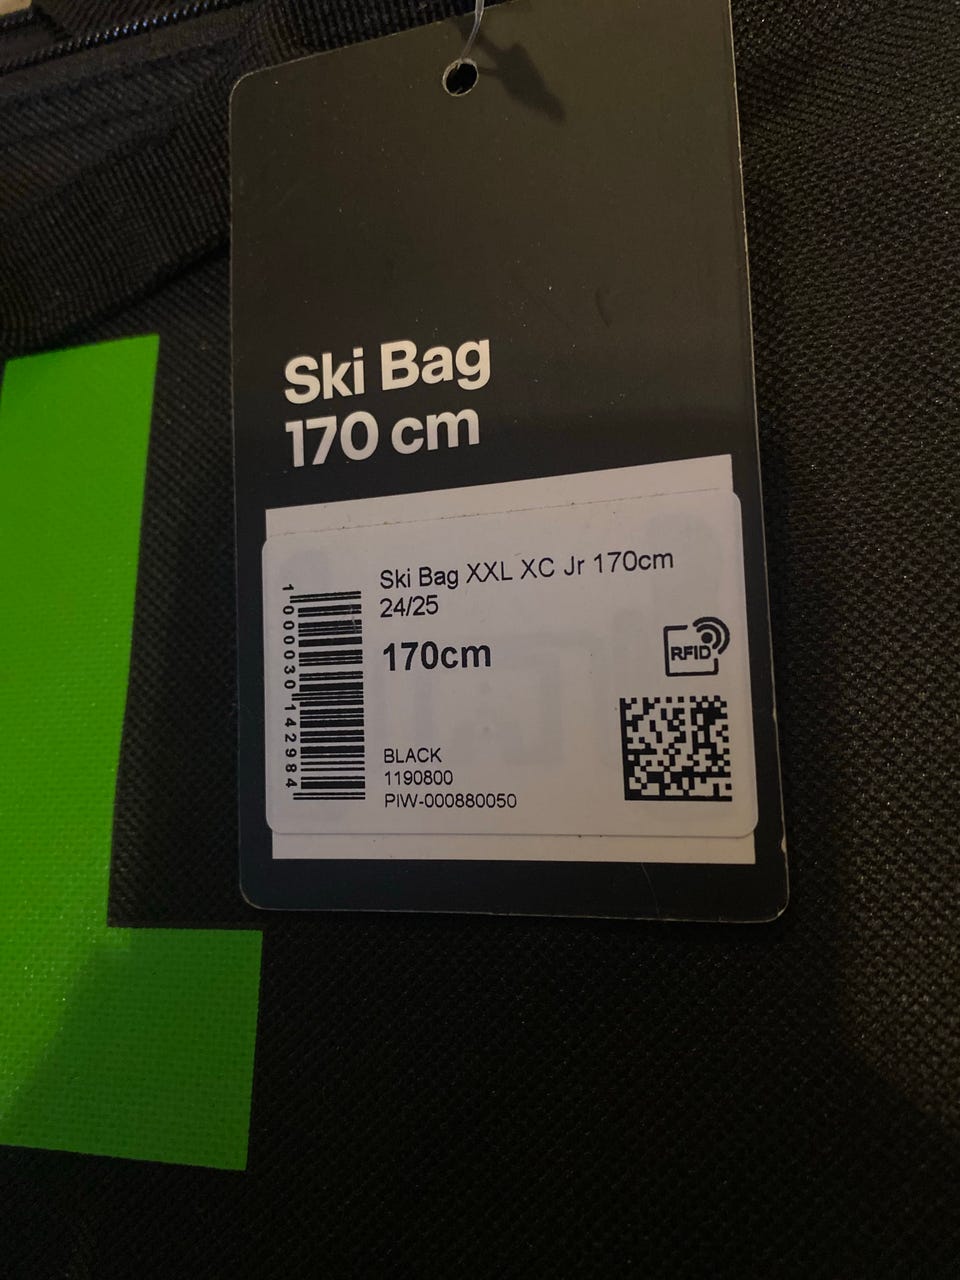 Ski Bag
170 cm
Ski Bag XXL XC Jr 170cm
24/25
170cm
RFID
BLACK
1190800
PIW-000880050
1000030142984